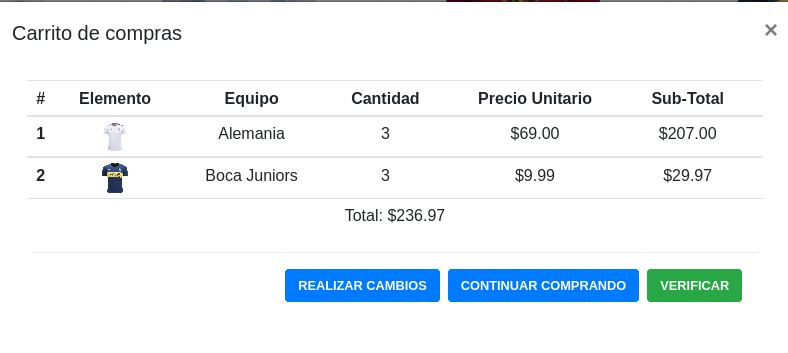 Carrito de compras
×
# Elemento Equipo Cantidad Precio Unitario Sub-Total
1 Alemania 3 $69.00 $207.00
2 Boca Juniors 3 $9.99 $29.97
Total: $236.97
REALIZAR CAMBIOS CONTINUAR COMPRANDO VERIFICAR